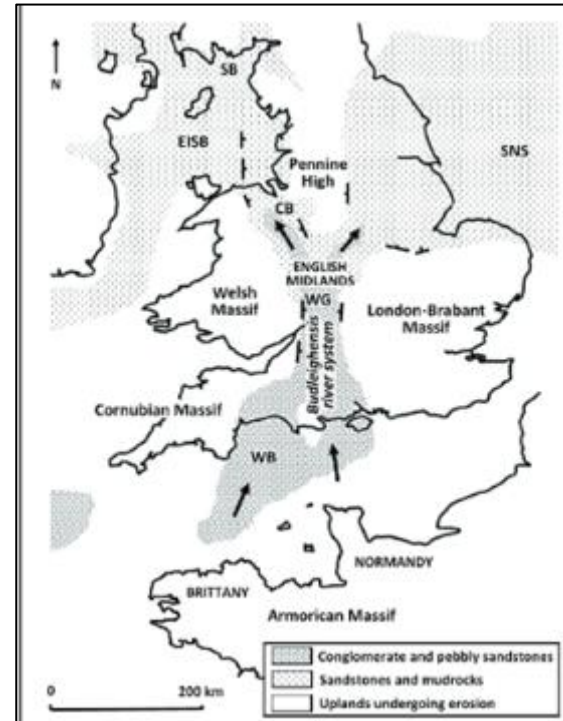 N
SB
EISB
SNS
Pennine
High
CB
ENGLISH
MIDLANDS
Welsh
Massif
WG
London-Brabant
Massif
Budleighensis
river system
Cornubian Massif
WB
NORMANDY
BRITTANY
Armorican Massif
Conglomerate and pebbly sandstones
Sandstones and mudrocks
Uplands undergoing erosion
0 200 km